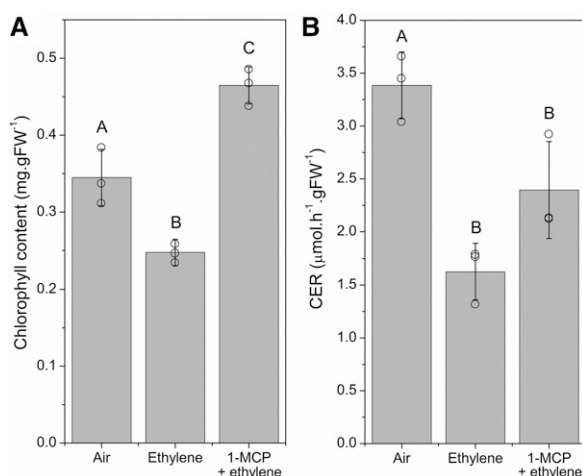 A
Chlorophyll content (mg.gFW⁻¹)
0.5
0.4
0.3
0.2
0.1
0.0
A
B
C
Air
Ethylene
1-MCP
+ ethylene
B
CER (μmol.h⁻¹.gFW⁻¹)
4.0
3.5
3.0
2.5
2.0
1.5
1.0
0.5
0.0
A
B
B
Air
Ethylene
1-MCP
+ ethylene